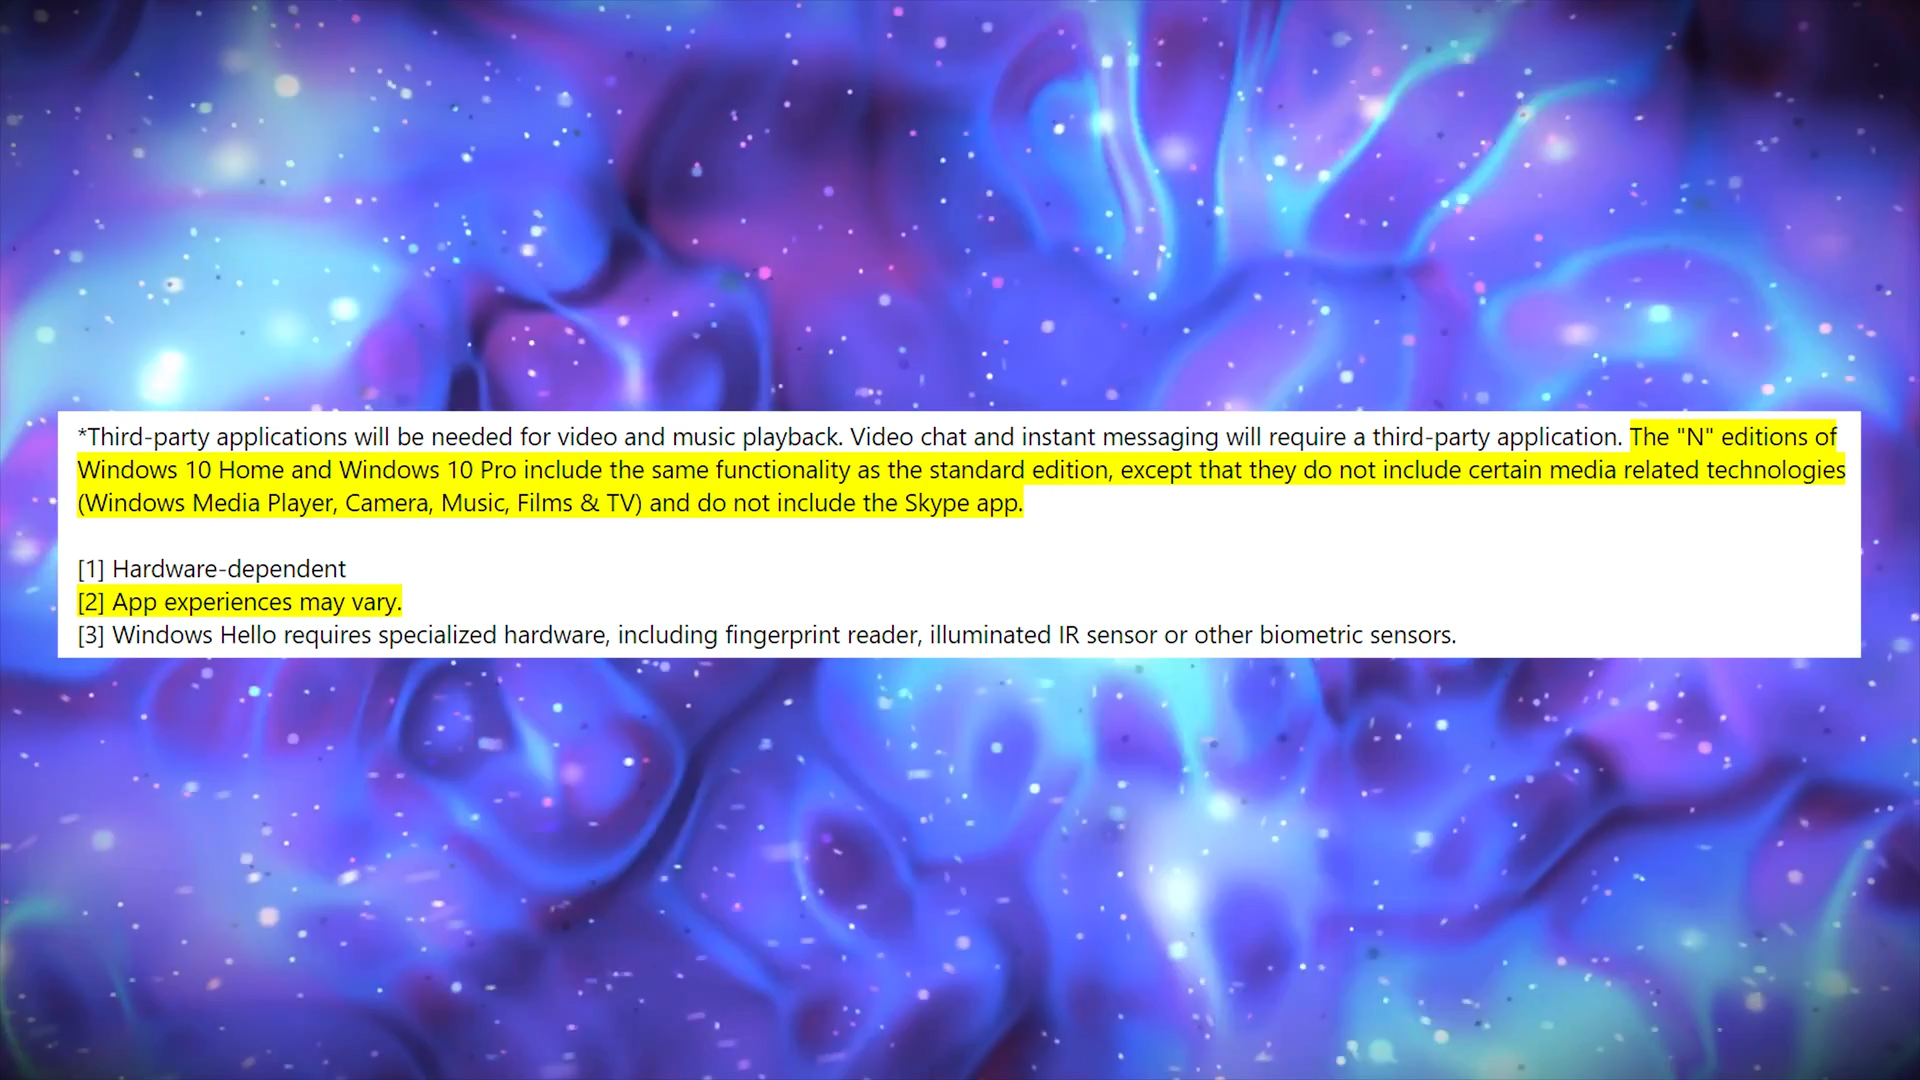 *Third-party applications will be needed for video and music playback. Video chat and instant messaging will require a third-party application. The "N" editions of
Windows 10 Home and Windows 10 Pro include the same functionality as the standard edition, except that they do not include certain media related technologies
(Windows Media Player, Camera, Music, Films & TV) and do not include the Skype app.
[1] Hardware-dependent
[2] App experiences may vary.
[3] Windows Hello requires specialized hardware, including fingerprint reader, illuminated IR sensor or other biometric sensors.